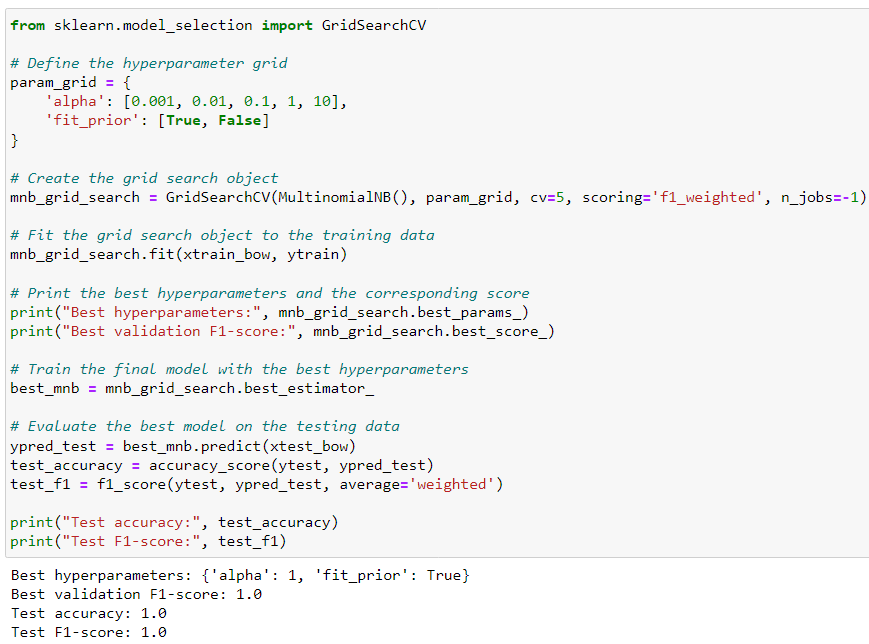 from sklearn.model_selection import GridSearchCV
# Define the hyperparameter grid
param_grid = {
    'alpha': [0.001, 0.01, 0.1, 1, 10],
    'fit_prior': [True, False]
}
# Create the grid search object
mnb_grid_search = GridSearchCV(MultinomialNB(), param_grid, cv=5, scoring='f1_weighted', n_jobs=-1)
# Fit the grid search object to the training data
mnb_grid_search.fit(xtrain_bow, ytrain)
# Print the best hyperparameters and the corresponding score
print("Best hyperparameters:", mnb_grid_search.best_params_)
print("Best validation F1-score:", mnb_grid_search.best_score_)
# Train the final model with the best hyperparameters
best_mnb = mnb_grid_search.best_estimator_
# Evaluate the best model on the testing data
ypred_test = best_mnb.predict(xtest_bow)
test_accuracy = accuracy_score(ytest, ypred_test)
test_f1 = f1_score(ytest, ypred_test, average='weighted')
print("Test accuracy:", test_accuracy)
print("Test F1-score:", test_f1)
Best hyperparameters: {'alpha': 1, 'fit_prior': True}
Best validation F1-score: 1.0
Test accuracy: 1.0
Test F1-score: 1.0